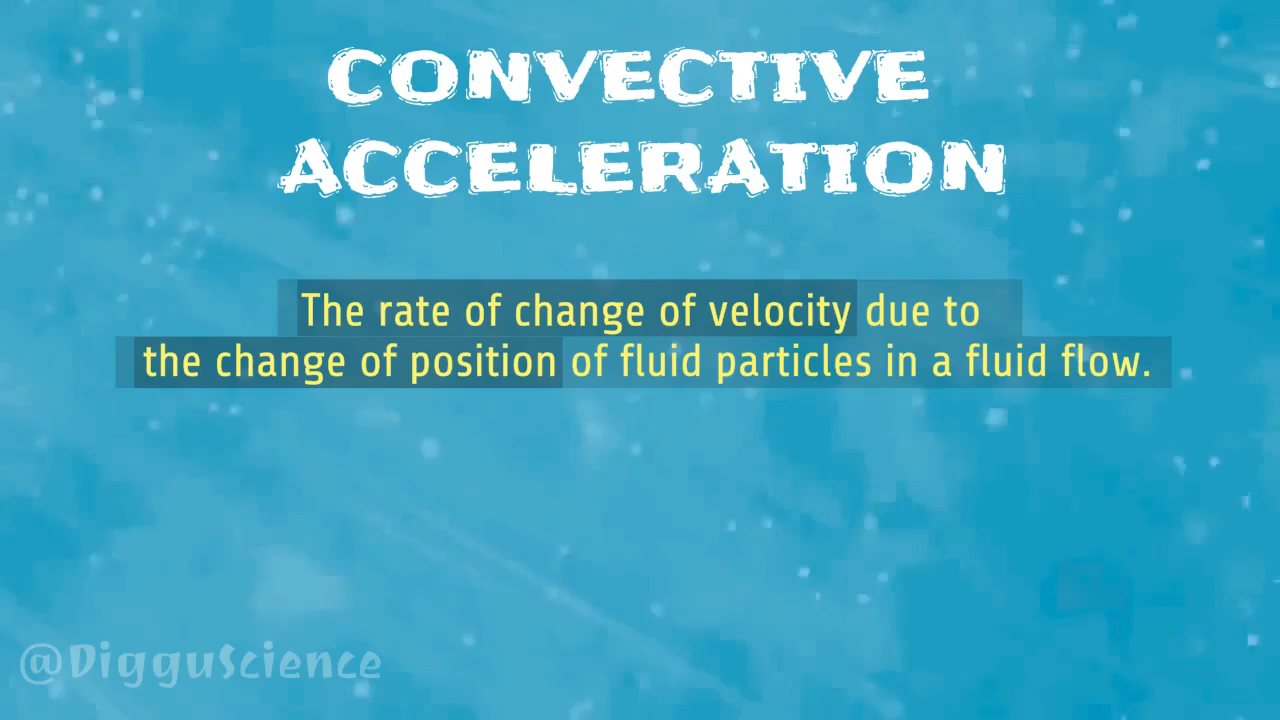 CONVECTIVE
ACCELERATION
The rate of change of velocity due to
the change of position of fluid particles in a fluid flow.
@DigguScience